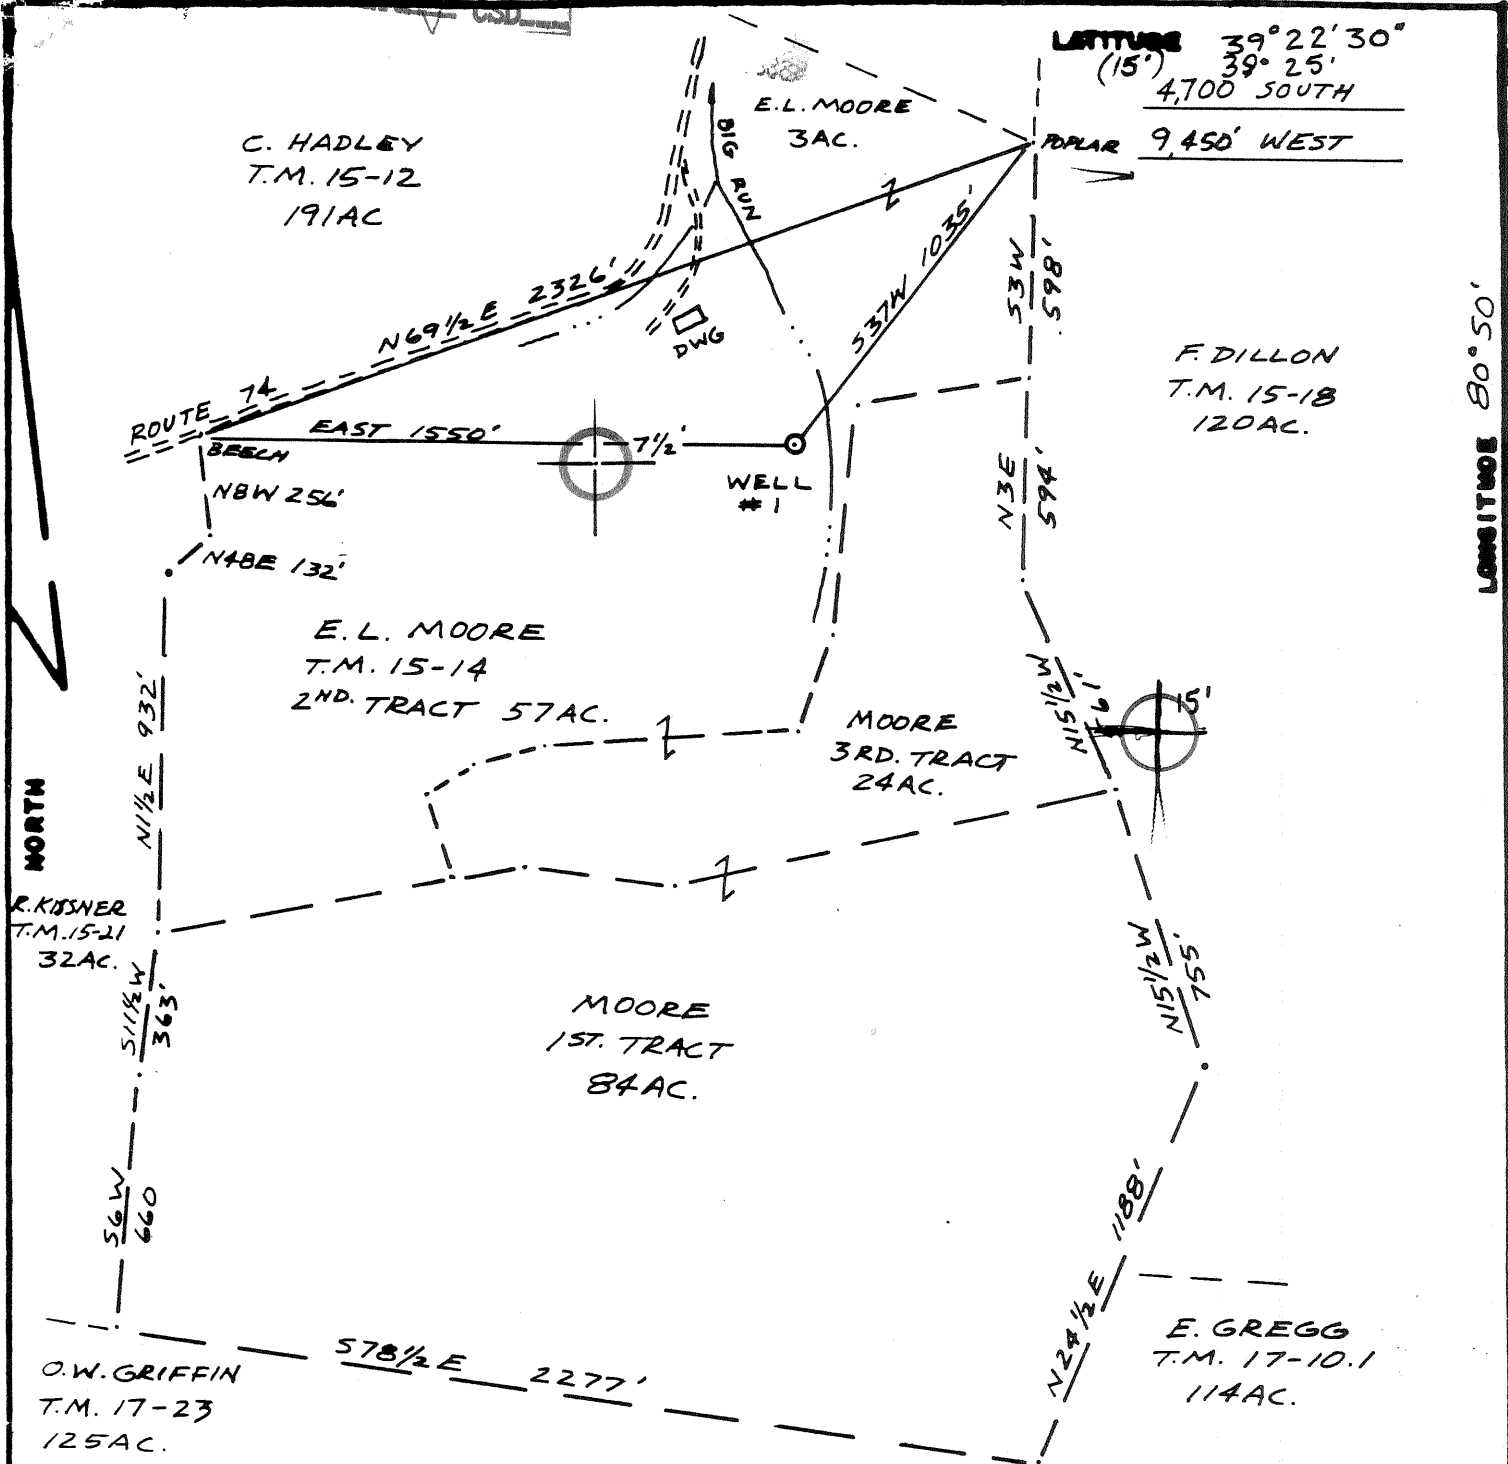 CSD
LATITUDE 39° 22' 30"
(15') 39° 25'
4,700 SOUTH
9,450' WEST
POPLAR
E.L. MOORE
3AC.
BIG RUN
C. HADLEY
T.M. 15-12
191AC
N69½E 2326'
S37W 1035'
S3W
598'
DWG
F. DILLON
T.M. 15-18
120AC.
LONGITUDE 80° 50'
ROUTE 74
BEECH
EAST 1550'
7½'
WELL
#1
N8W 256'
N48E 132'
N3E
594'
E.L. MOORE
T.M. 15-14
2ND. TRACT 57AC.
N1½E 932'
N15½W
15'
MOORE
3RD. TRACT
24AC.
NORTH
R. KISSNER
T.M. 15-21
32AC.
S11½W
363'
N15½W
755'
MOORE
1ST. TRACT
84AC.
S6W
660
N24½E 1188'
S78½E 2277'
O.W. GRIFFIN
T.M. 17-23
125AC.
E. GREGG
T.M. 17-10.1
114AC.